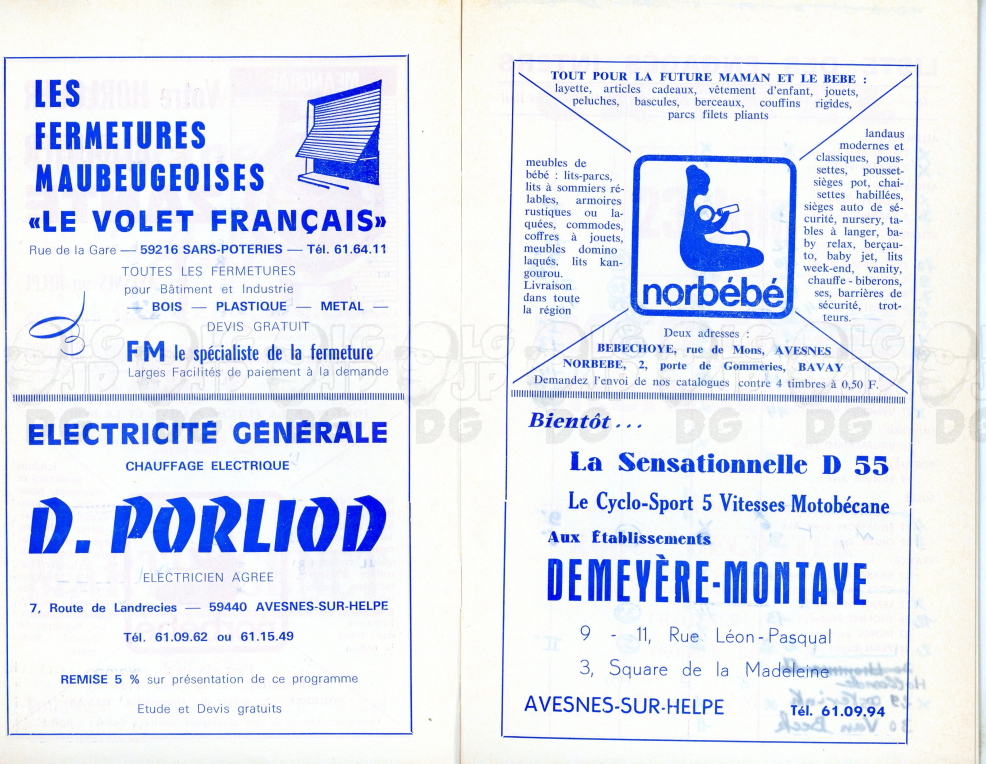 LES
FERMETURES
MAUBEUGEOISES
«LE VOLET FRANÇAIS»
Rue de la Gare — 59216 SARS-POTERIES — Tél. 61.64.11
TOUTES LES FERMETURES
pour Bâtiment et Industrie
— BOIS — PLASTIQUE — METAL —
DEVIS GRATUIT
FM le spécialiste de la fermeture
Larges Facilités de paiement à la demande
ELECTRICITÉ GÉNÉRALE
CHAUFFAGE ELECTRIQUE
D. PORLIOD
ELECTRICIEN AGREE
7, Route de Landrecies — 59440 AVESNES-SUR-HELPE
Tél. 61.09.62 ou 61.15.49
REMISE 5 % sur présentation de ce programme
Etude et Devis gratuits
TOUT POUR LA FUTURE MAMAN ET LE BEBE :
layette, articles cadeaux, vêtement d'enfant, jouets,
peluches, bascules, berceaux, couffins rigides,
parcs filets pliants
meubles de
bébé : lits-parcs,
lits à sommiers ré-
lables, armoires
rustiques ou la-
quées, commodes,
coffres à jouets,
meubles domino
laqués, lits kan-
gourou.
Livraison
dans toute
la région
norbébé
landaus
modernes et
classiques, pous-
settes, pousset-
sièges pot, chai-
settes habillées,
sièges auto de sé-
curité, nursery, ta-
bles à langer, ba-
by relax, berçau-
to, baby jet, lits
week-end, vanity,
chauffe-biberons,
ses, barrières de
sécurité, trot-
teurs.
Deux adresses :
BEBECHOYE, rue de Mons, AVESNES
NORBEBE, 2, porte de Gommeries, BAVAY
Demandez l'envoi de nos catalogues contre 4 timbres à 0,50 F.
Bientôt...
La Sensationnelle D 55
Le Cyclo-Sport 5 Vitesses Motobécane
Aux Établissements
DEMEYÈRE-MONTAYE
9 - 11, Rue Léon-Pasqual
3, Square de la Madeleine
AVESNES-SUR-HELPE
Tél. 61.09.94